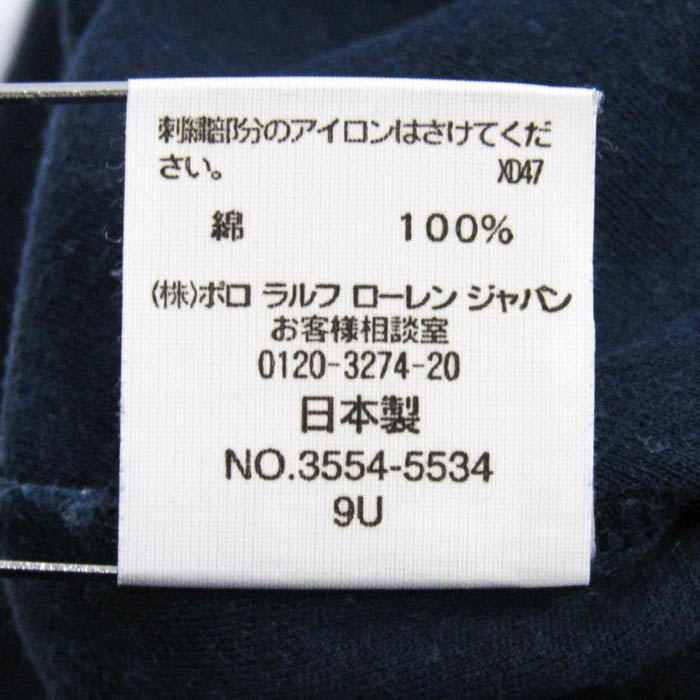 刺繍部分のアイロンはさけてくだ
さい。 XD47
綿 100%
(株)ポロ ラルフ ローレン ジャパン
お客様相談室
0120-3274-20
日本製
NO.3554-5534
9U